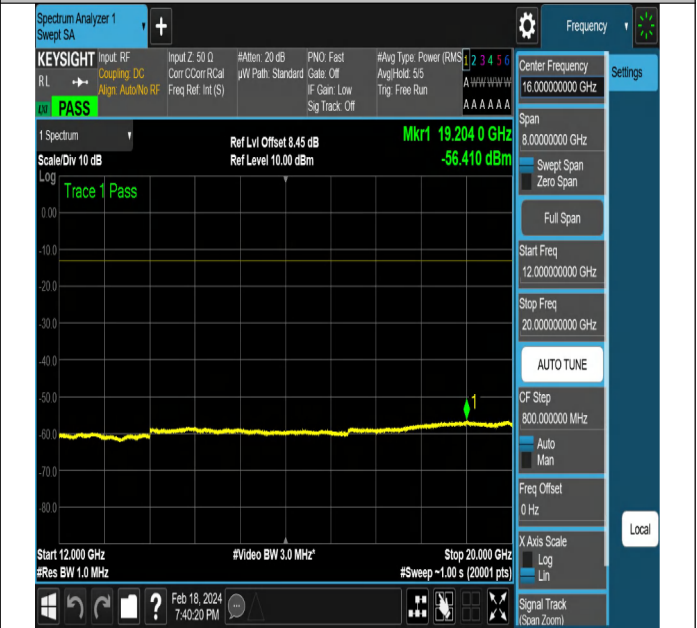 Spectrum Analyzer 1
Swept SA
+
Frequency
KEYSIGHT
RL
LXI
PASS
Input: RF
Coupling: DC
Align: Auto/No RF
Input Z: 50 Ω
Corr CCorr RCal
Freq Ref: Int (S)
#Atten: 20 dB
µW Path: Standard
PNO: Fast
Gate: Off
IF Gain: Low
Sig Track: Off
#Avg Type: Power (RMS
Avg|Hold: 5/5
Trig: Free Run
1 2 3 4 5 6
A W W W W W
A A A A A A
1 Spectrum
Scale/Div 10 dB
Ref Lvl Offset 8.45 dB
Ref Level 10.00 dBm
Mkr1 19.204 0 GHz
-56.410 dBm
Log
Trace 1 Pass
0.00
-10.0
-20.0
-30.0
-40.0
-50.0
-60.0
-70.0
-80.0
1
Start 12.000 GHz
#Res BW 1.0 MHz
#Video BW 3.0 MHz*
Stop 20.000 GHz
#Sweep ~1.00 s (20001 pts)
Center Frequency
16.000000000 GHz
Settings
Span
8.00000000 GHz
Swept Span
Zero Span
Full Span
Start Freq
12.000000000 GHz
Stop Freq
20.000000000 GHz
AUTO TUNE
CF Step
800.000000 MHz
Auto
Man
Freq Offset
0 Hz
X Axis Scale
Log
Lin
Local
Signal Track
(Span Zoom)
?
Feb 18, 2024
7:40:20 PM